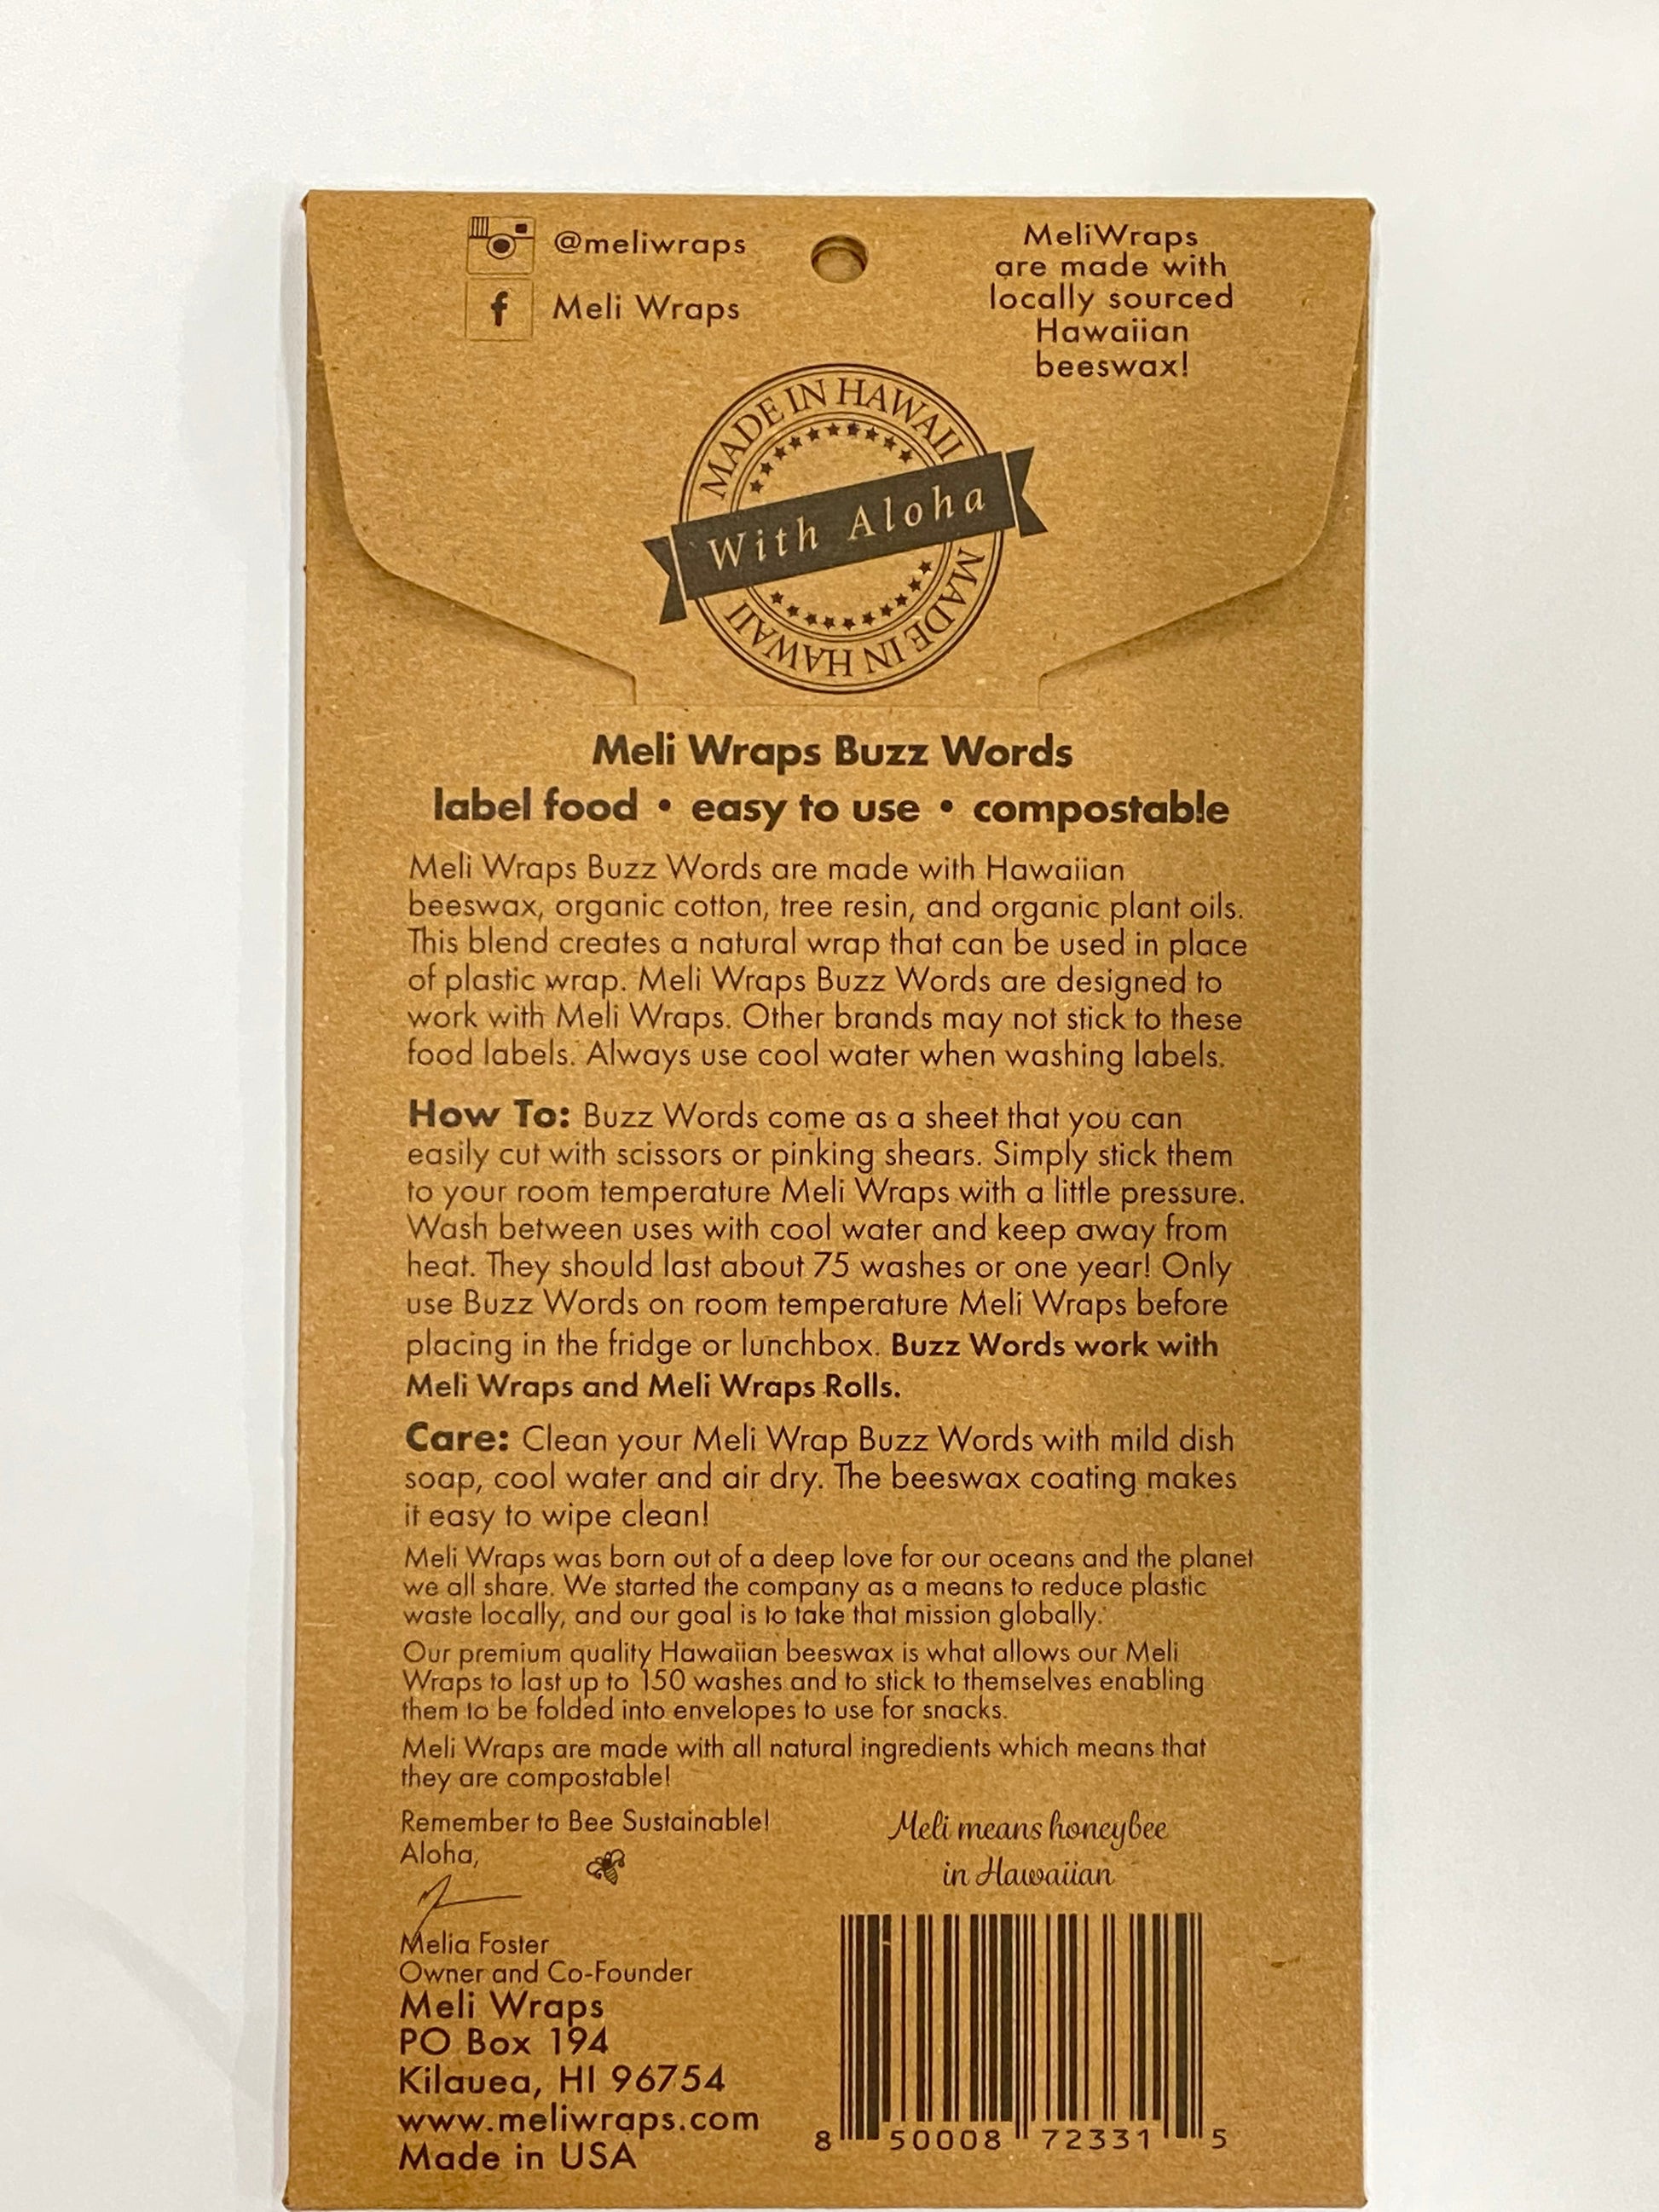 @meliwraps
Meli Wraps
MeliWraps
are made with
locally sourced
Hawaiian
beeswax!
MADE IN HAWAII
With Aloha
MADE IN HAWAII
Meli Wraps Buzz Words
label food • easy to use • compostable
Meli Wraps Buzz Words are made with Hawaiian
beeswax, organic cotton, tree resin, and organic plant oils.
This blend creates a natural wrap that can be used in place
of plastic wrap. Meli Wraps Buzz Words are designed to
work with Meli Wraps. Other brands may not stick to these
food labels. Always use cool water when washing labels.
How To: Buzz Words come as a sheet that you can
easily cut with scissors or pinking shears. Simply stick them
to your room temperature Meli Wraps with a little pressure.
Wash between uses with cool water and keep away from
heat. They should last about 75 washes or one year! Only
use Buzz Words on room temperature Meli Wraps before
placing in the fridge or lunchbox. Buzz Words work with
Meli Wraps and Meli Wraps Rolls.
Care: Clean your Meli Wrap Buzz Words with mild dish
soap, cool water and air dry. The beeswax coating makes
it easy to wipe clean!
Meli Wraps was born out of a deep love for our oceans and the planet
we all share. We started the company as a means to reduce plastic
waste locally, and our goal is to take that mission globally.
Our premium quality Hawaiian beeswax is what allows our Meli
Wraps to last up to 150 washes and to stick to themselves enabling
them to be folded into envelopes to use for snacks.
Meli Wraps are made with all natural ingredients which means that
they are compostable!
Remember to Bee Sustainable!
Aloha,
Melia Foster
Owner and Co-Founder
Meli Wraps
PO Box 194
Kilauea, HI 96754
www.meliwraps.com
Made in USA
Meli means honeybee
in Hawaiian
8 50008 72331 5